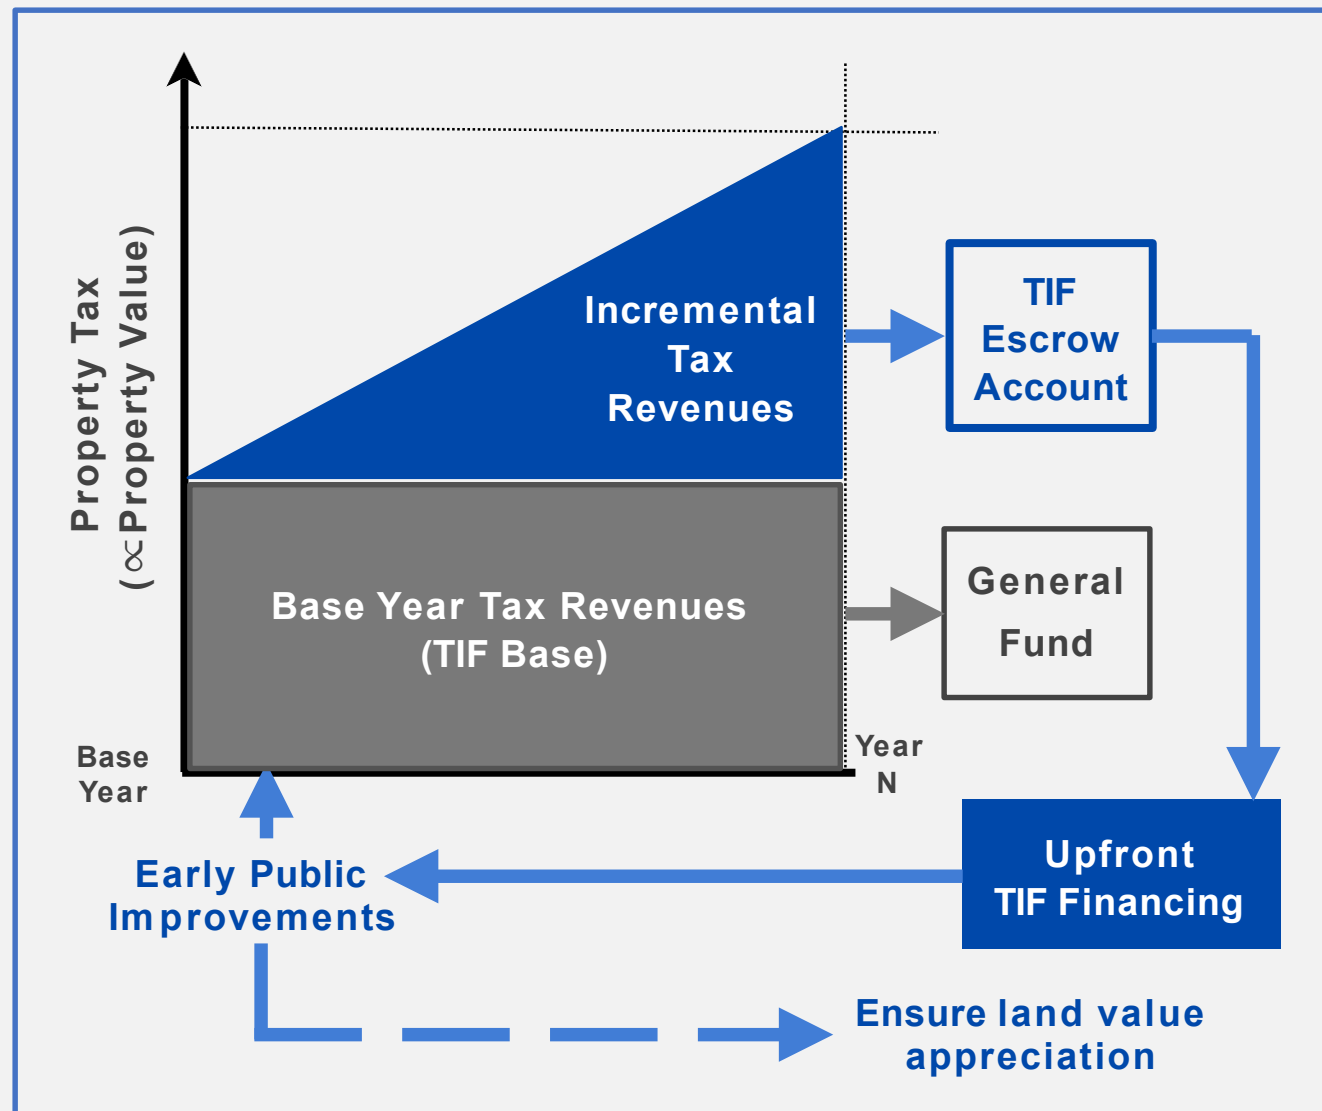 Property Tax
(∝Property Value)
Incremental
Tax
Revenues
TIF
Escrow
Account
Base Year Tax Revenues
(TIF Base)
General
Fund
Base
Year
Year
N
Early Public
Improvements
Upfront
TIF Financing
Ensure land value
appreciation